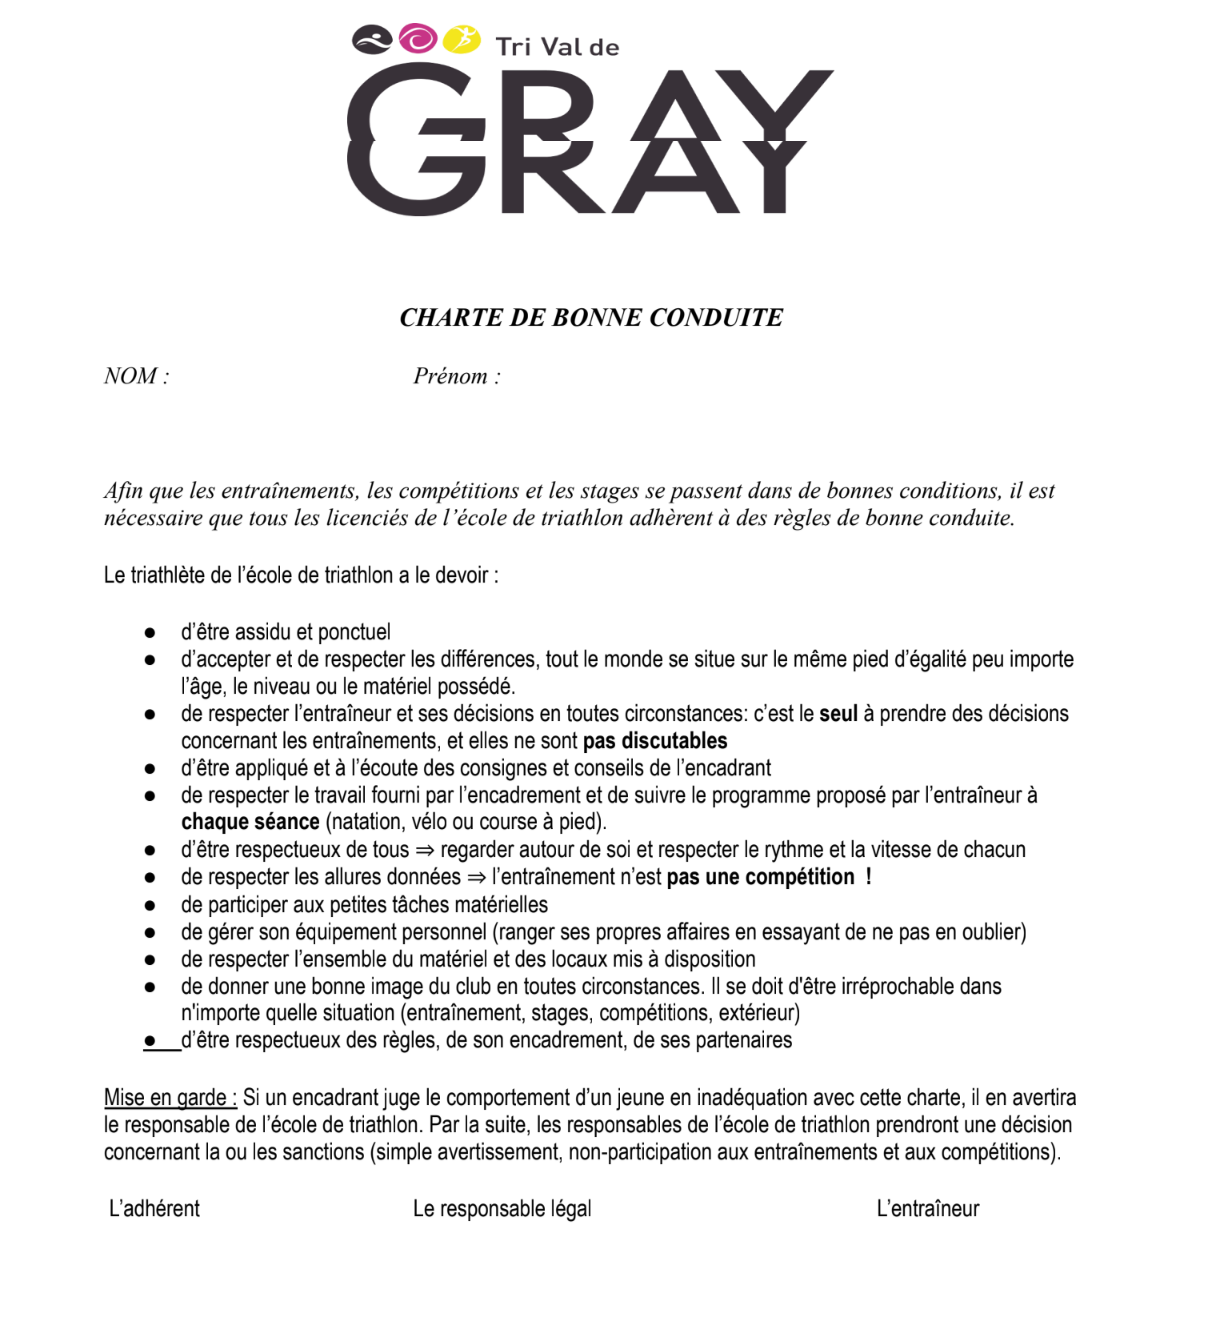 Tri Val de
GRAY
CHARTE DE BONNE CONDUITE
NOM : Prénom :
Afin que les entraînements, les compétitions et les stages se passent dans de bonnes conditions, il est
nécessaire que tous les licenciés de l’école de triathlon adhèrent à des règles de bonne conduite.
Le triathlète de l’école de triathlon a le devoir :
● d’être assidu et ponctuel
● d’accepter et de respecter les différences, tout le monde se situe sur le même pied d’égalité peu importe
l’âge, le niveau ou le matériel possédé.
● de respecter l’entraîneur et ses décisions en toutes circonstances: c’est le seul à prendre des décisions
concernant les entraînements, et elles ne sont pas discutables
● d’être appliqué et à l’écoute des consignes et conseils de l’encadrant
● de respecter le travail fourni par l’encadrement et de suivre le programme proposé par l’entraîneur à
chaque séance (natation, vélo ou course à pied).
● d’être respectueux de tous ⇒ regarder autour de soi et respecter le rythme et la vitesse de chacun
● de respecter les allures données ⇒ l’entraînement n’est pas une compétition !
● de participer aux petites tâches matérielles
● de gérer son équipement personnel (ranger ses propres affaires en essayant de ne pas en oublier)
● de respecter l’ensemble du matériel et des locaux mis à disposition
● de donner une bonne image du club en toutes circonstances. Il se doit d'être irréprochable dans
n'importe quelle situation (entraînement, stages, compétitions, extérieur)
● d’être respectueux des règles, de son encadrement, de ses partenaires
Mise en garde : Si un encadrant juge le comportement d’un jeune en inadéquation avec cette charte, il en avertira
le responsable de l’école de triathlon. Par la suite, les responsables de l’école de triathlon prendront une décision
concernant la ou les sanctions (simple avertissement, non-participation aux entraînements et aux compétitions).
L’adhérent Le responsable légal L’entraîneur